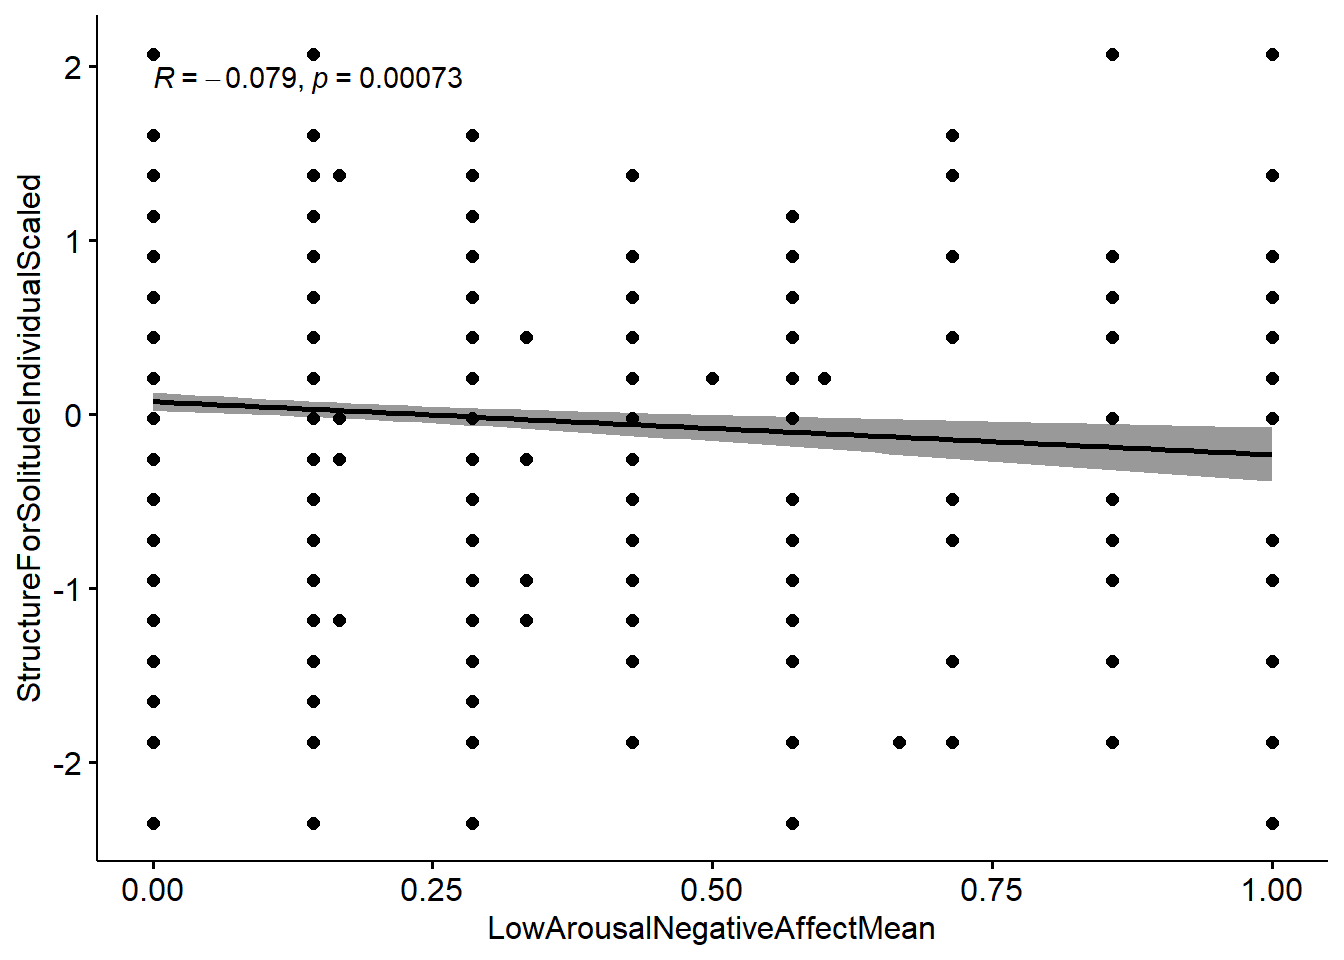 R = −0.079, p = 0.00073
StructureForSolitudeIndividualScaled
2
1
0
-1
-2
0.00 0.25 0.50 0.75 1.00
LowArousalNegativeAffectMean